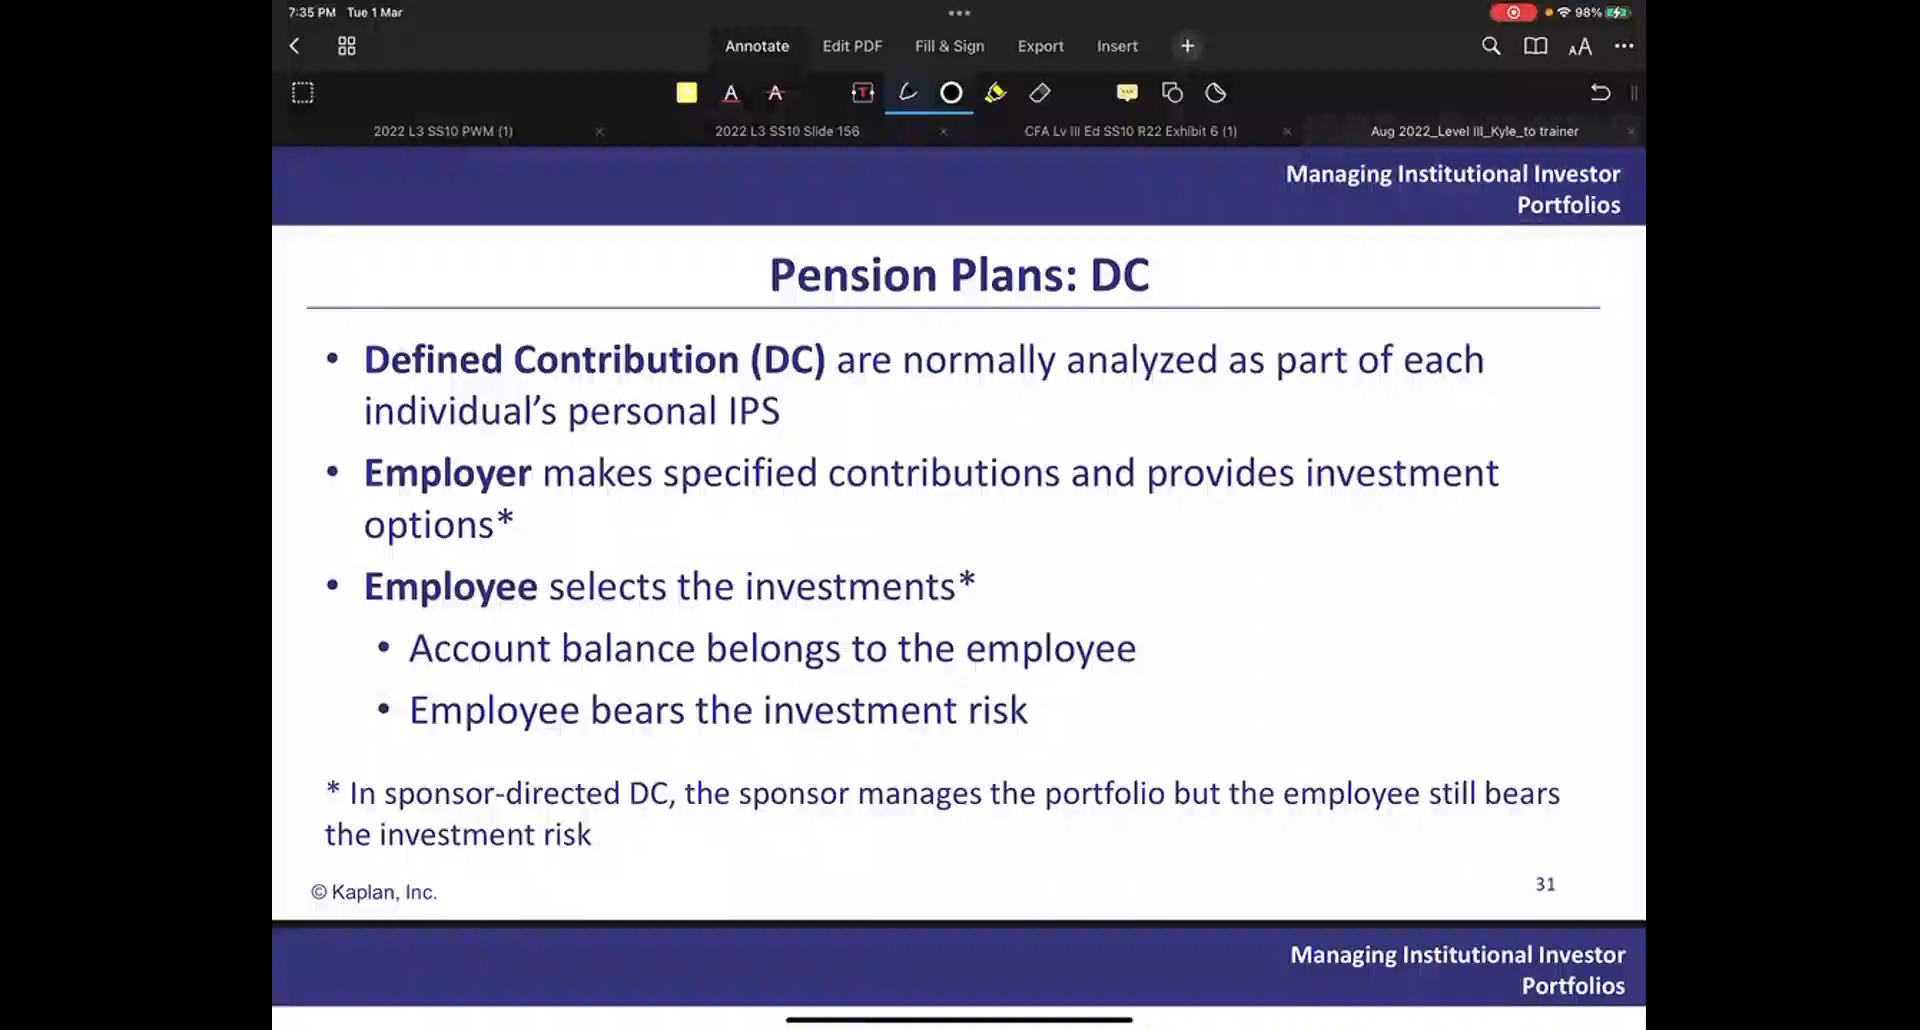 7:35 PM Tue 1 Mar
98%
Annotate Edit PDF Fill & Sign Export Insert
AA
A A T
2022 L3 SS10 PWM (1) 2022 L3 SS10 Slide 156 CFA Lv III Ed SS10 R22 Exhibit 6 (1) Aug 2022_Level III_Kyle_to trainer
Managing Institutional Investor
Portfolios
Pension Plans: DC
• Defined Contribution (DC) are normally analyzed as part of each
individual's personal IPS
• Employer makes specified contributions and provides investment
options*
• Employee selects the investments*
• Account balance belongs to the employee
• Employee bears the investment risk
* In sponsor-directed DC, the sponsor manages the portfolio but the employee still bears
the investment risk
© Kaplan, Inc.
31
Managing Institutional Investor
Portfolios